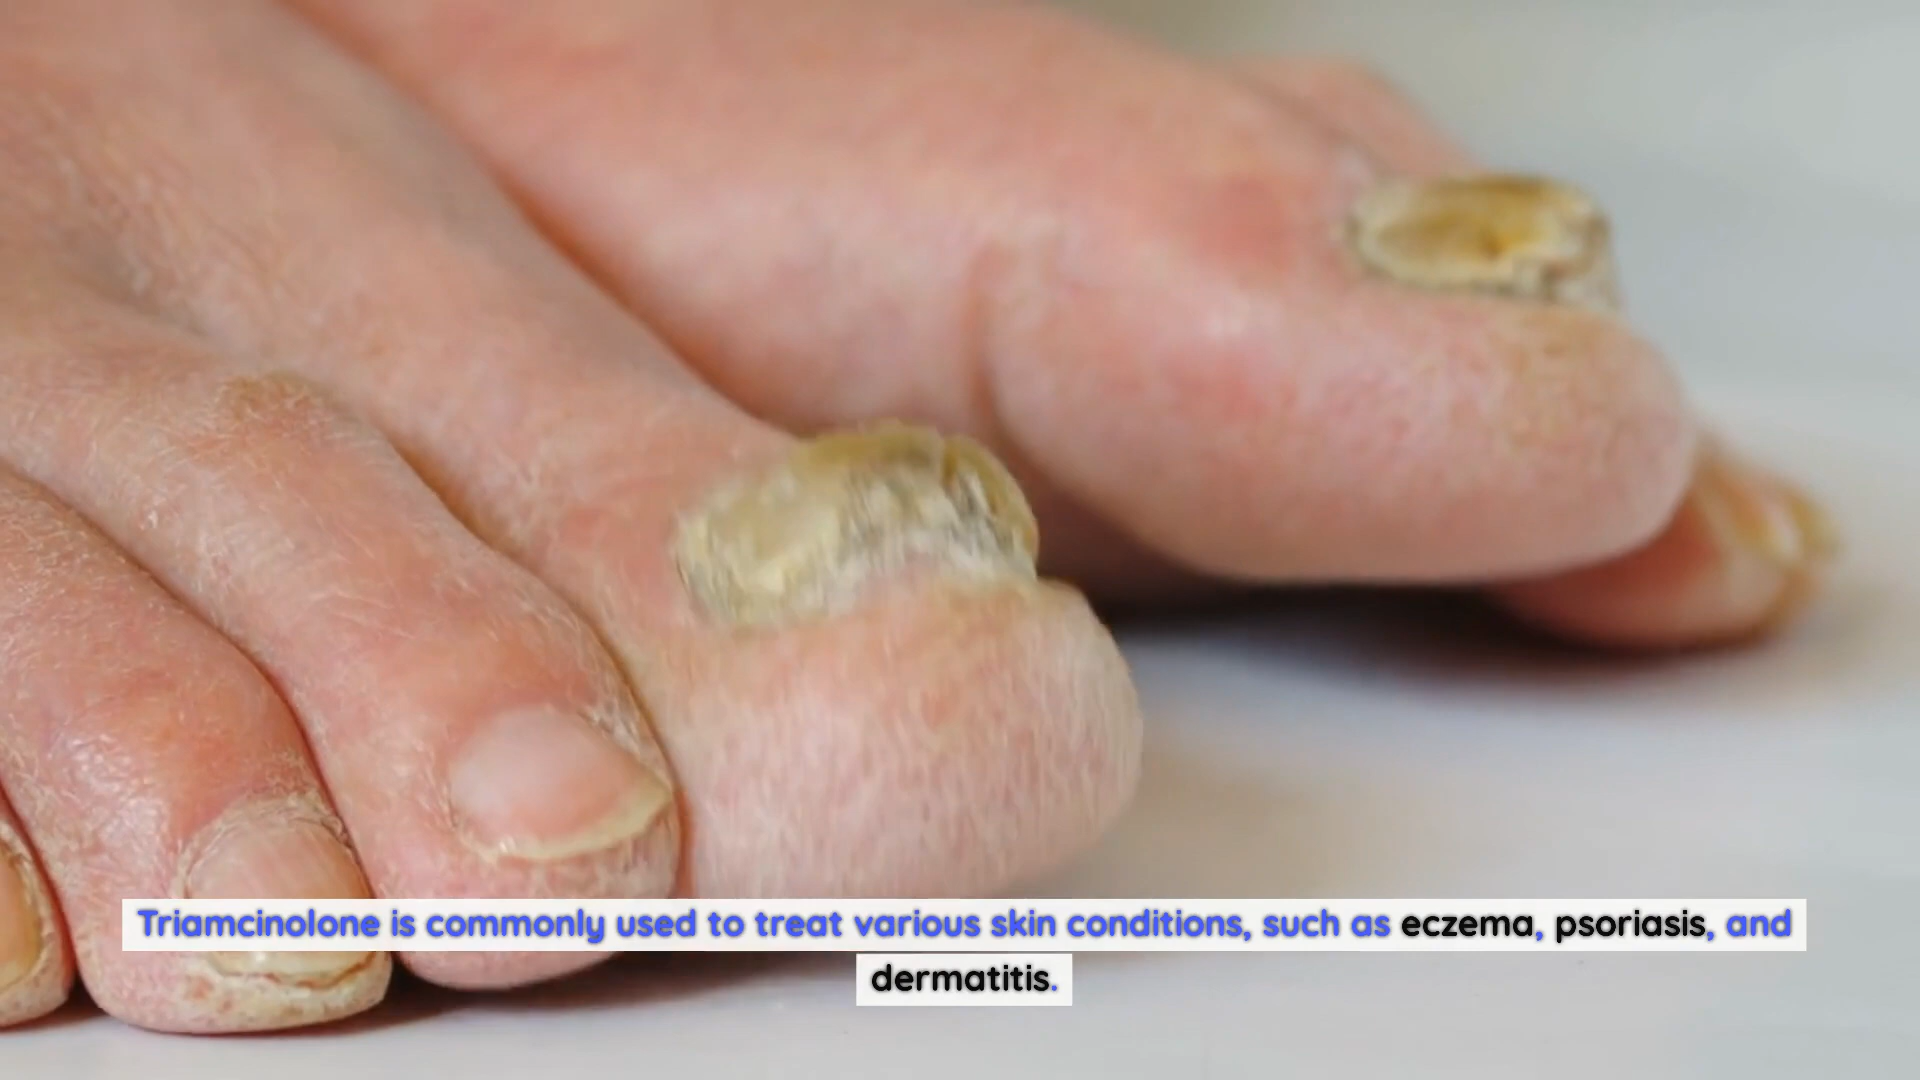 Triamcinolone is commonly used to treat various skin conditions, such as eczema, psoriasis, and
dermatitis.